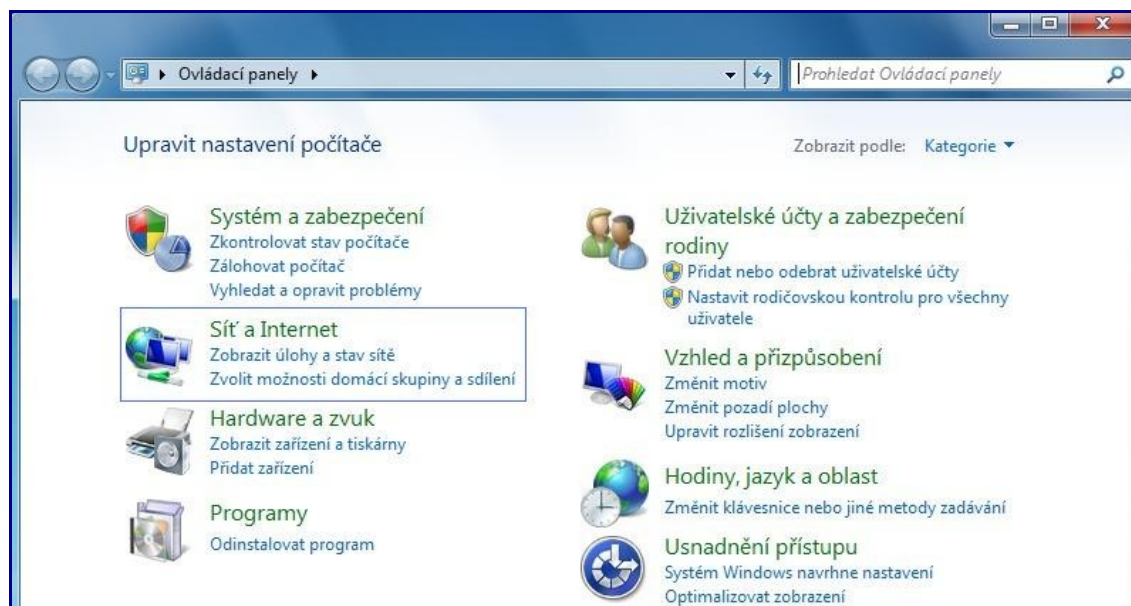 Ovládací panely
Prohledat Ovládací panely
Upravit nastavení počítače
Zobrazit podle: Kategorie
Systém a zabezpečení
Zkontrolovat stav počítače
Zálohovat počítač
Vyhledat a opravit problémy
Síť a Internet
Zobrazit úlohy a stav sítě
Zvolit možnosti domácí skupiny a sdílení
Hardware a zvuk
Zobrazit zařízení a tiskárny
Přidat zařízení
Programy
Odinstalovat program
Uživatelské účty a zabezpečení
rodiny
Přidat nebo odebrat uživatelské účty
Nastavit rodičovskou kontrolu pro všechny
uživatele
Vzhled a přizpůsobení
Změnit motiv
Změnit pozadí plochy
Upravit rozlišení zobrazení
Hodiny, jazyk a oblast
Změnit klávesnice nebo jiné metody zadávání
Usnadnění přístupu
Systém Windows navrhne nastavení
Optimalizovat zobrazení